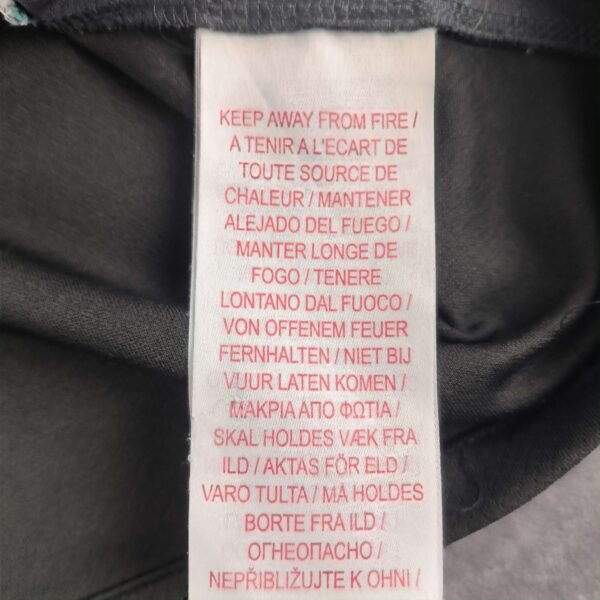 KEEP AWAY FROM FIRE /
A TENIR A L'ECART DE
TOUTE SOURCE DE
CHALEUR / MANTENER
ALEJADO DEL FUEGO /
MANTER LONGE DE
FOGO / TENERE
LONTANO DAL FUOCO /
VON OFFENEM FEUER
FERNHALTEN / NIET BIJ
VUUR LATEN KOMEN /
ΜΑΚΡΙΑ ΑΠΟ ΦΩΤΙΑ /
SKAL HOLDES VÆK FRA
ILD / AKTAS FÖR ELD /
VARO TULTA / MA HOLDES
BORTE FRA ILD /
ОГНЕОПАСНО /
NEPŘIBLIŽUJTE K OHNI /